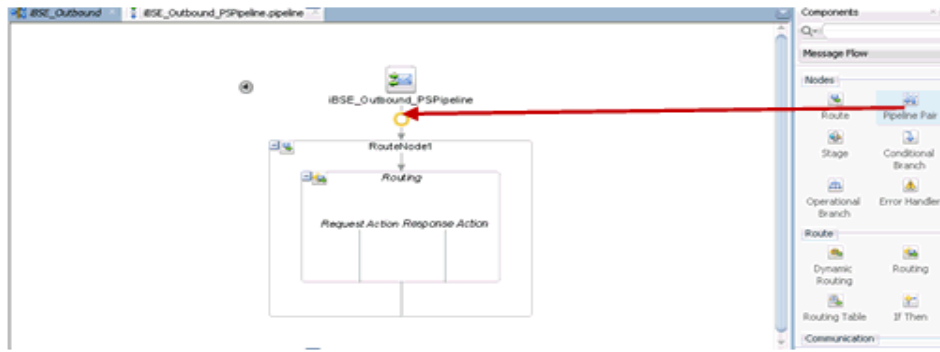 iBSE_Outbound
iBSE_Outbound_PSPipeline.pipeline
iBSE_Outbound_PSPipeline
RouteNode1
Routing
Request Action Response Action
Components
Message Flow
Nodes
Route
Pipeline Pair
Stage
Conditional
Branch
Operational
Branch
Error Handler
Route
Dynamic
Routing
Routing
Routing Table
If Then
Communication